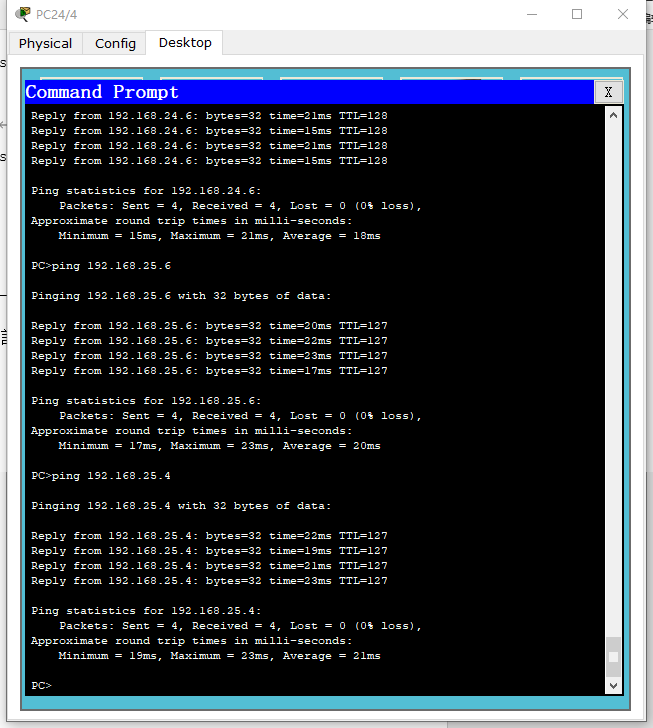 PC24/4
Physical
Config
Desktop
Command Prompt
X
Reply from 192.168.24.6: bytes=32 time=21ms TTL=128
Reply from 192.168.24.6: bytes=32 time=15ms TTL=128
Reply from 192.168.24.6: bytes=32 time=21ms TTL=128
Reply from 192.168.24.6: bytes=32 time=15ms TTL=128
Ping statistics for 192.168.24.6:
Packets: Sent = 4, Received = 4, Lost = 0 (0% loss),
Approximate round trip times in milli-seconds:
Minimum = 15ms, Maximum = 21ms, Average = 18ms
PC>ping 192.168.25.6
Pinging 192.168.25.6 with 32 bytes of data:
Reply from 192.168.25.6: bytes=32 time=20ms TTL=127
Reply from 192.168.25.6: bytes=32 time=22ms TTL=127
Reply from 192.168.25.6: bytes=32 time=23ms TTL=127
Reply from 192.168.25.6: bytes=32 time=17ms TTL=127
Ping statistics for 192.168.25.6:
Packets: Sent = 4, Received = 4, Lost = 0 (0% loss),
Approximate round trip times in milli-seconds:
Minimum = 17ms, Maximum = 23ms, Average = 20ms
PC>ping 192.168.25.4
Pinging 192.168.25.4 with 32 bytes of data:
Reply from 192.168.25.4: bytes=32 time=22ms TTL=127
Reply from 192.168.25.4: bytes=32 time=19ms TTL=127
Reply from 192.168.25.4: bytes=32 time=21ms TTL=127
Reply from 192.168.25.4: bytes=32 time=23ms TTL=127
Ping statistics for 192.168.25.4:
Packets: Sent = 4, Received = 4, Lost = 0 (0% loss),
Approximate round trip times in milli-seconds:
Minimum = 19ms, Maximum = 23ms, Average = 21ms
PC>